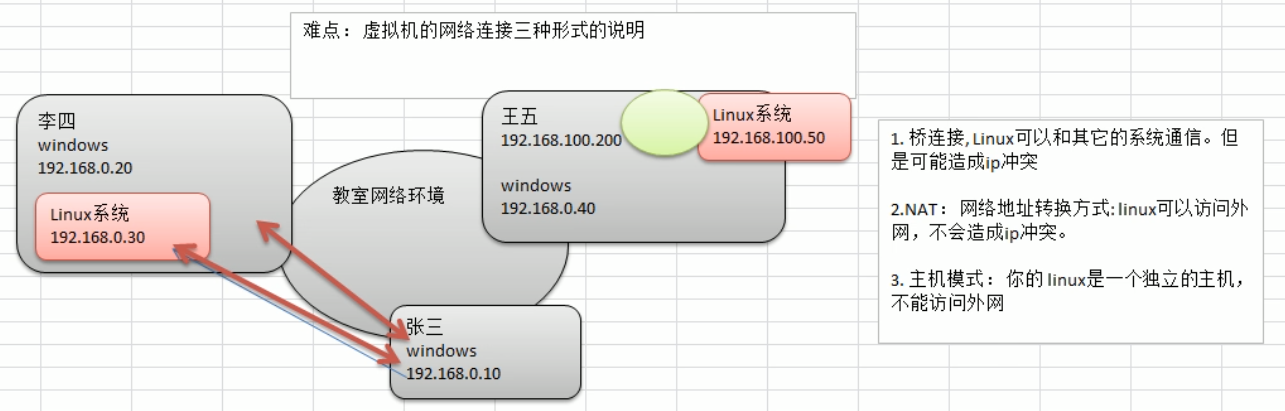 难点：虚拟机的网络连接三种形式的说明
李四
windows
192.168.0.20
Linux系统
192.168.0.30
教室网络环境
王五
192.168.100.200
windows
192.168.0.40
Linux系统
192.168.100.50
张三
windows
192.168.0.10
1. 桥连接, Linux可以和其它的系统通信。但
是可能造成ip冲突
2.NAT：网络地址转换方式: linux可以访问外
网，不会造成ip冲突。
3. 主机模式：你的 linux是一个独立的主机，
不能访问外网